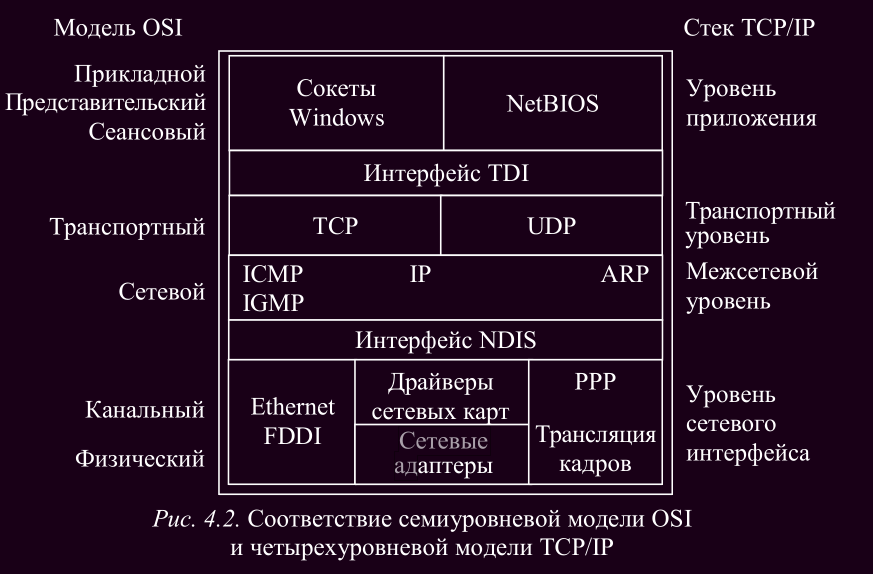 Модель OSI
Стек TCP/IP
Прикладной
Представительский
Сеансовый
Сокеты
Windows
NetBIOS
Уровень
приложения
Интерфейс TDI
Транспортный
TCP
UDP
Транспортный
уровень
Сетевой
ICMP IP ARP
IGMP
Межсетевой
уровень
Интерфейс NDIS
Канальный
Физический
Ethernet
FDDI
Драйверы
сетевых карт
Сетевые
адаптеры
PPP
Трансляция
кадров
Уровень
сетевого
интерфейса
Рис. 4.2. Соответствие семиуровневой модели OSI
и четырехуровневой модели TCP/IP